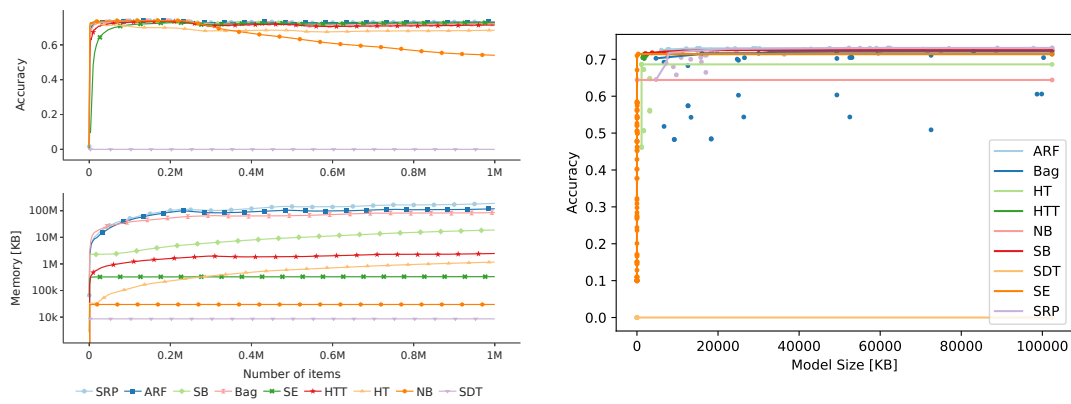 Accuracy
0.6
0.4
0.2
0
0
0.2M
0.4M
0.6M
0.8M
1M
Memory [KB]
100M
10M
1M
100k
10k
0
0.2M
0.4M
0.6M
0.8M
1M
Number of items
SRP ARF SB Bag SE HTT HT NB SDT
Accuracy
0.7
0.6
0.5
0.4
0.3
0.2
0.1
0.0
0 20000 40000 60000 80000 100000
Model Size [KB]
ARF
Bag
HT
HTT
NB
SB
SDT
SE
SRP